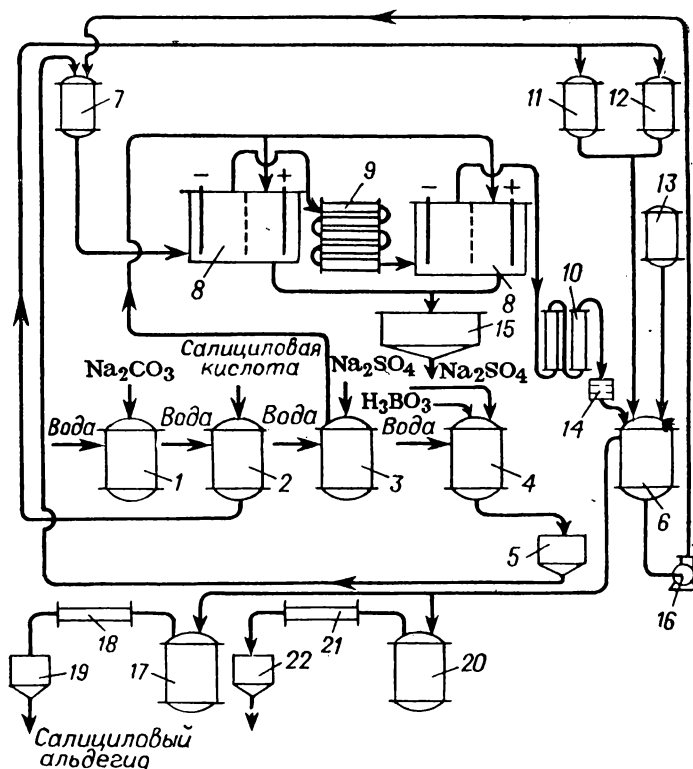 7
11
12
13
− + 9 − +
8
8
10
15
Салициловая
кислота
Na₂CO₃
Na₂SO₄
Na₂SO₄
H₃BO₃
Вода
Вода
Вода
Вода
14
1
2
3
4
6
5
16
18
21
19
17
22
20
Салициловый
альдегид